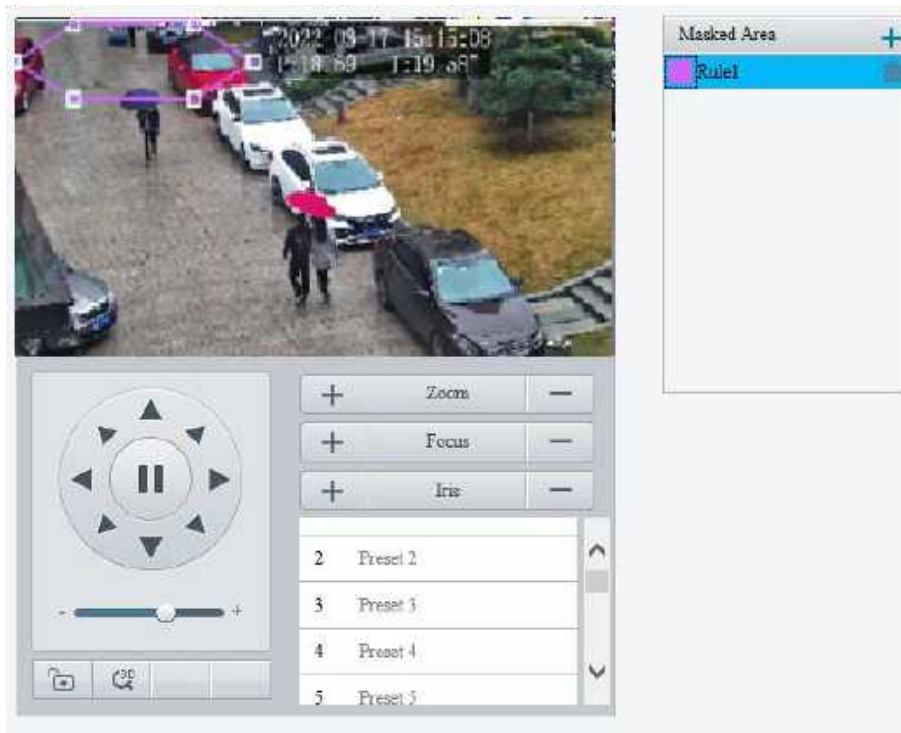 2022-09-17 15:15:08
Masked Area
Rule1
Zoom
Focus
Iris
2 Preset 2
3 Preset 3
4 Preset 4
5 Preset 5
3D